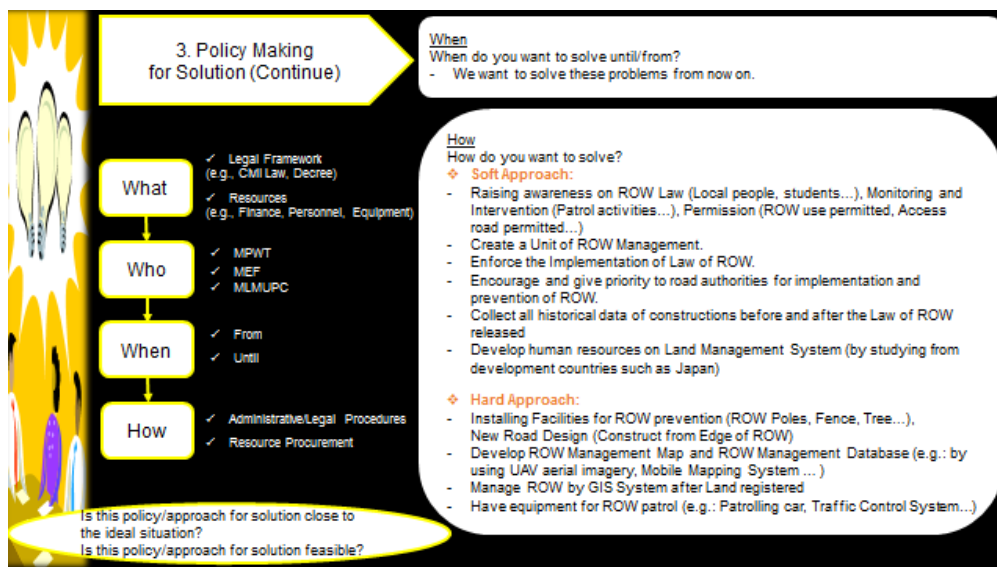 3. Policy Making
for Solution (Continue)
When
When do you want to solve until/from?
- We want to solve these problems from now on.
What
✓ Legal Framework
(e.g., CMI Law, Decree)
✓ Resources
(e.g., Finance, Personnel, Equipment)
Who
✓ MPWT
✓ MEF
✓ MLMUPC
When
✓ From
✓ Until
How
✓ Administrative/Legal Procedures
✓ Resource Procurement
How
How do you want to solve?
❖ Soft Approach:
- Raising awareness on ROW Law (Local people, students...), Monitoring and
Intervention (Patrol activities...), Permission (ROW use permitted, Access
road permitted...)
- Create a Unit of ROW Management.
- Enforce the Implementation of Law of ROW.
- Encourage and give priority to road authorities for implementation and
prevention of ROW.
- Collect all historical data of constructions before and after the Law of ROW
released
- Develop human resources on Land Management System (by studying from
development countries such as Japan)
❖ Hard Approach:
- Installing Facilities for ROW prevention (ROW Poles, Fence, Tree...),
New Road Design (Construct from Edge of ROW)
- Develop ROW Management Map and ROW Management Database (e.g.: by
using UAV aerial imagery, Mobile Mapping System ... )
- Manage ROW by GIS System after Land registered
- Have equipment for ROW patrol (e.g.: Patrolling car, Traffic Control System...)
Is this policy/approach for solution close to
the ideal situation?
Is this policy/approach for solution feasible?